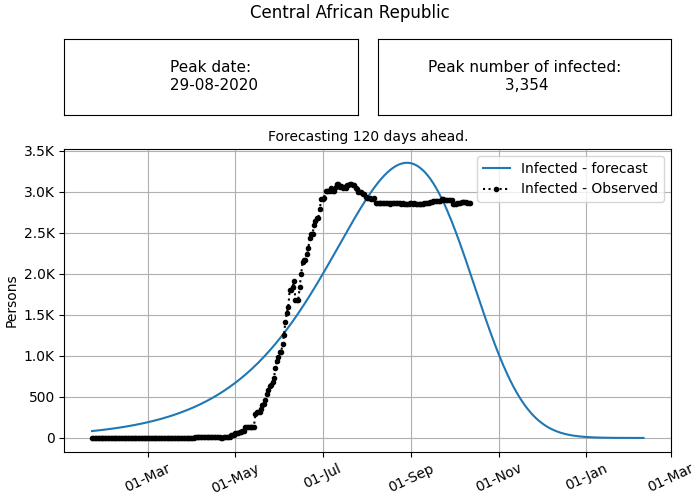 Central African Republic
Peak date:
29-08-2020
Peak number of infected:
3,354
Forecasting 120 days ahead.
3.5K
3.0K
2.5K
2.0K
1.5K
1.0K
500
0
Persons
Infected - forecast
Infected - Observed
01-Mar
01-May
01-Jul
01-Sep
01-Nov
01-Jan
01-Mar